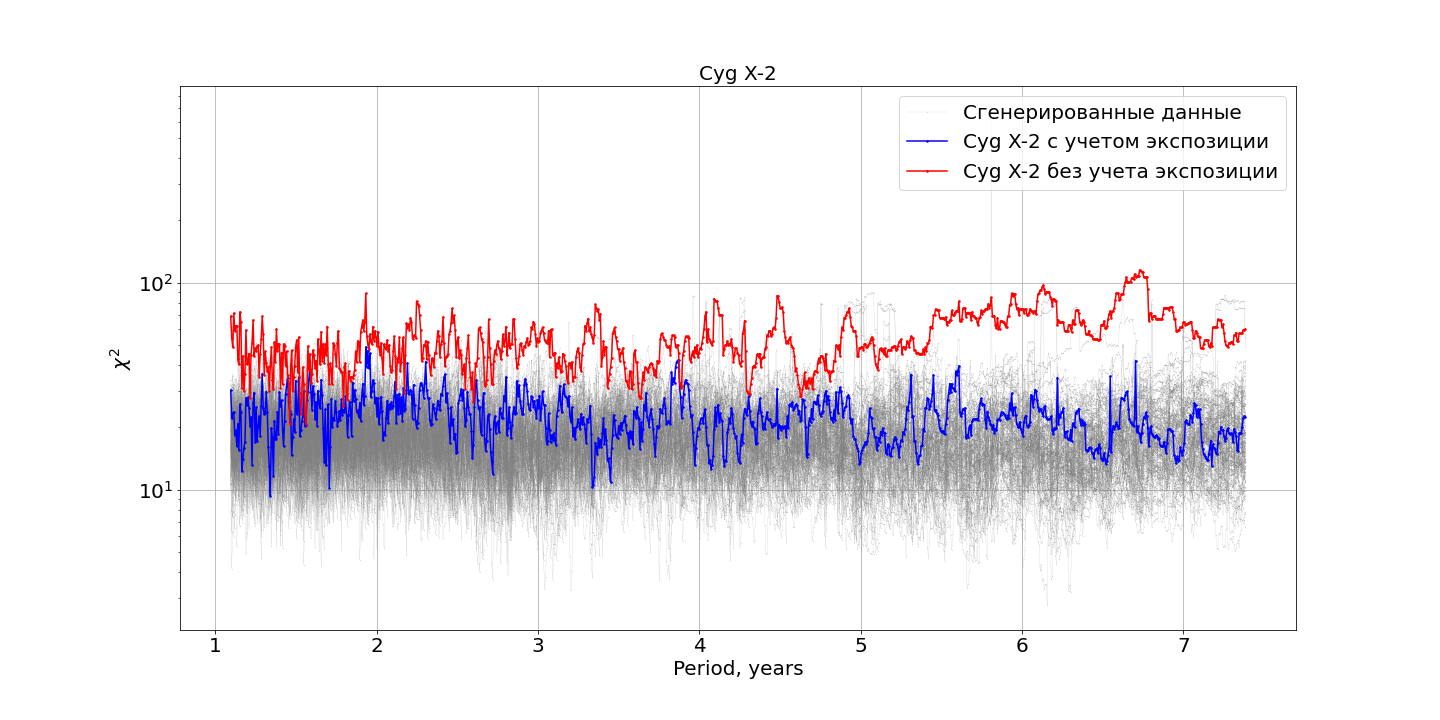 Cyg X-2
Сгенерированные данные
Cyg X-2 с учетом экспозиции
Cyg X-2 без учета экспозиции
10²
10¹
χ²
1 2 3 4 5 6 7
Period, years